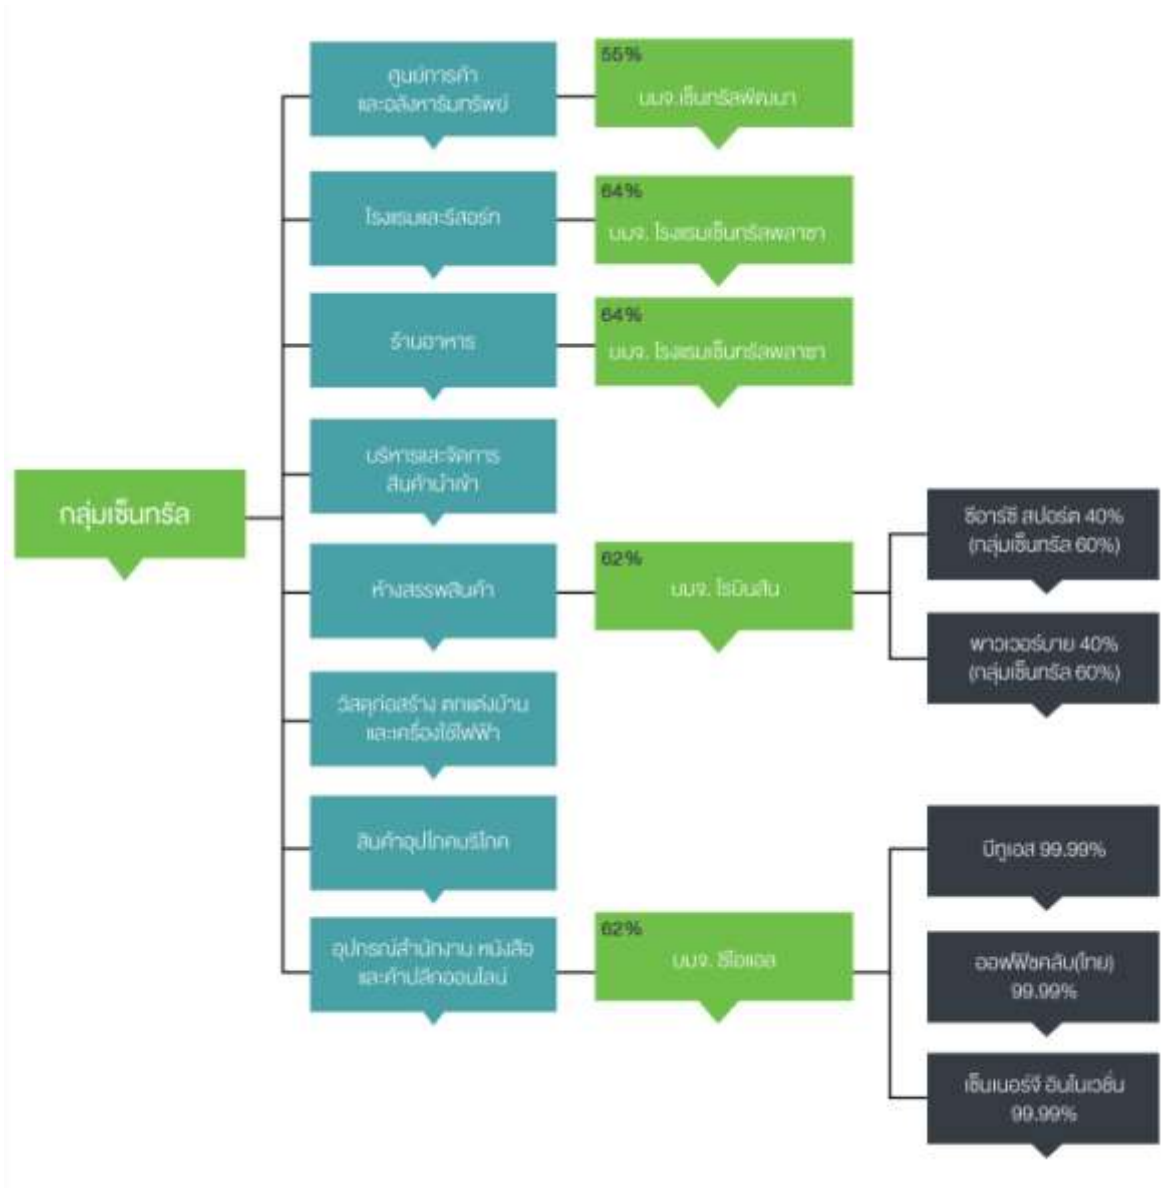 กลุ่มเซ็นทรัล
ศูนย์การค้า
และอสังหาริมทรัพย์
55%
บมจ.เซ็นทรัลพัฒนา
โรงแรมและรีสอร์ท
64%
บมจ. โรงแรมเซ็นทรัลพลาซา
ร้านอาหาร
64%
บมจ. โรงแรมเซ็นทรัลพลาซา
บริหารและจัดการ
สินค้านำเข้า
ห้างสรรพสินค้า
62%
บมจ. โรบินสัน
ซีอาร์ซี สปอร์ต 40%
(กลุ่มเซ็นทรัล 60%)
พาวเวอร์บาย 40%
(กลุ่มเซ็นทรัล 60%)
วัสดุก่อสร้าง ตกแต่งบ้าน
และเครื่องใช้ไฟฟ้า
สินค้าอุปโภคบริโภค
อุปกรณ์สำนักงาน หนังสือ
และค้าปลีกออนไลน์
62%
บมจ. ซีโอแอล
บีทูเอส 99.99%
ออฟฟิซคลับ(ไทย)
99.99%
เซ็นเนอร์จี อินโนเวชั่น
99.99%